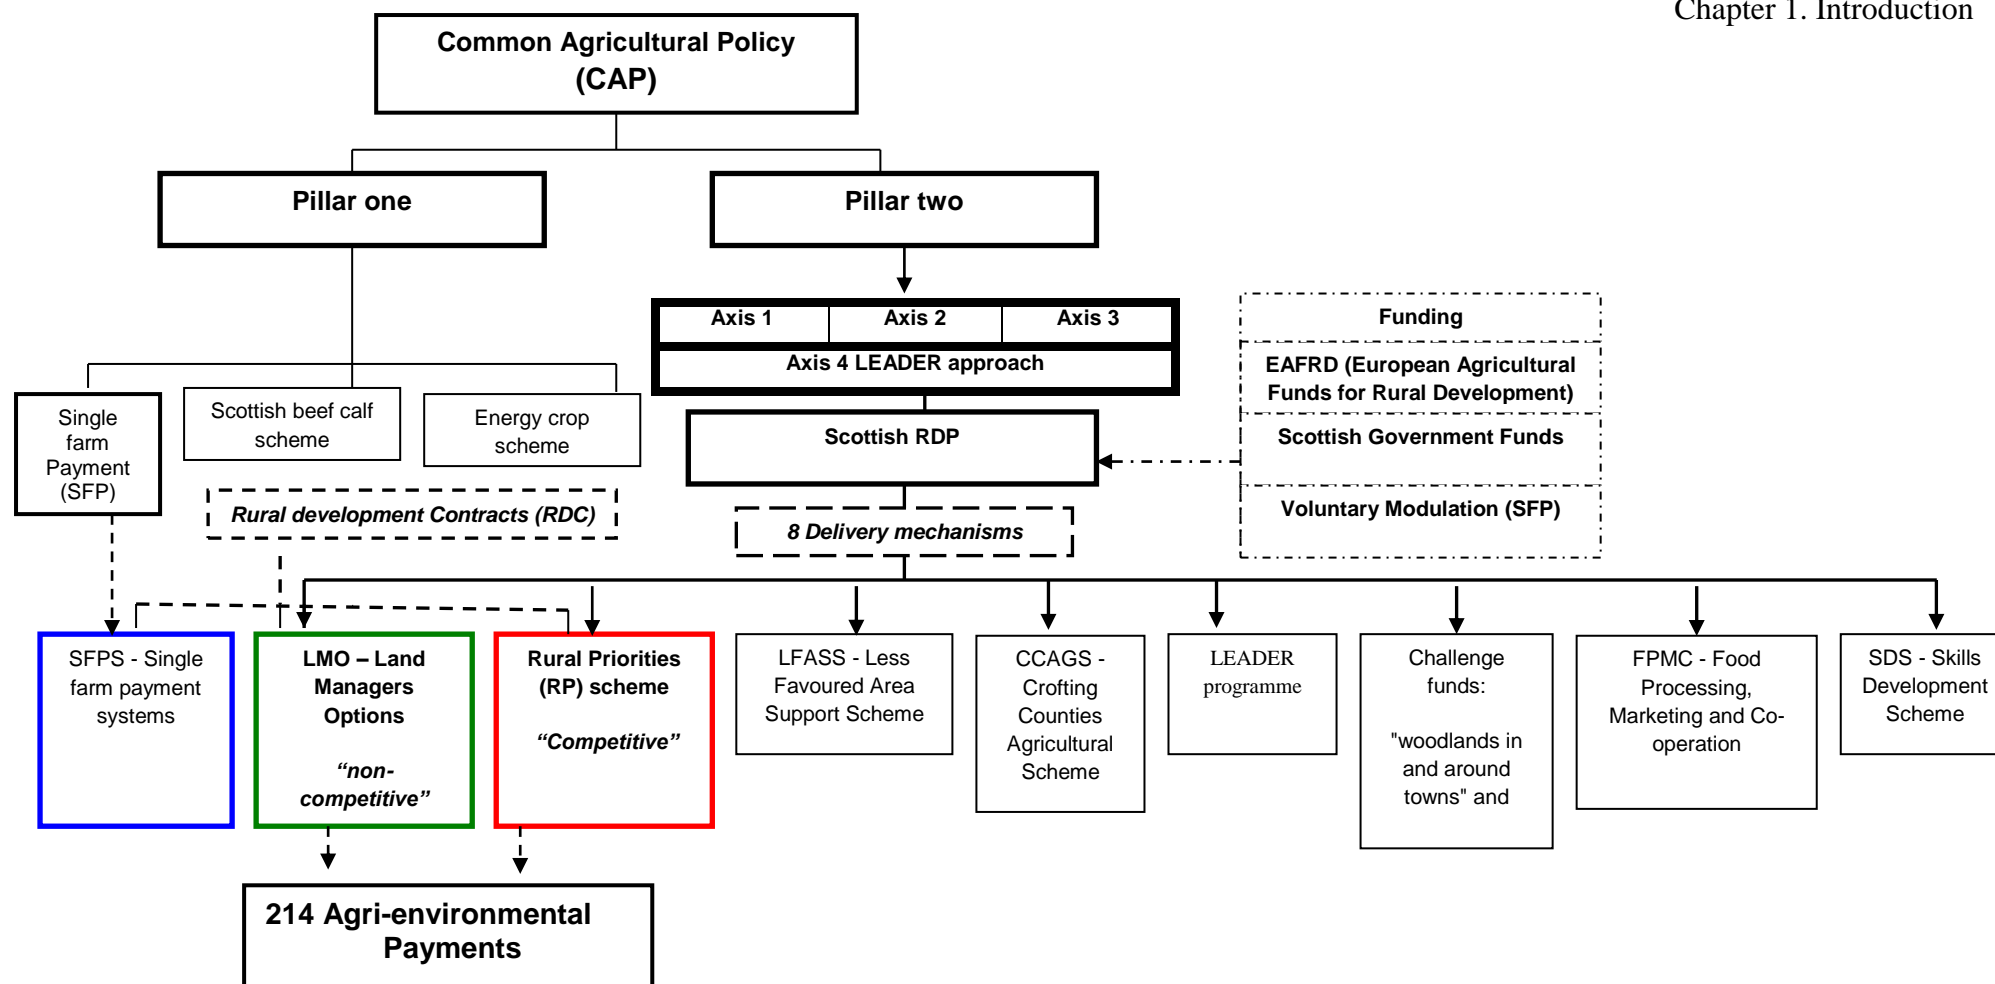 Chapter 1. Introduction
Common Agricultural Policy
(CAP)
Pillar one
Pillar two
Axis 1
Axis 2
Axis 3
Axis 4 LEADER approach
Funding
EAFRD (European Agricultural
Funds for Rural Development)
Scottish Government Funds
Voluntary Modulation (SFP)
Single
farm
Payment
(SFP)
Scottish beef calf
scheme
Energy crop
scheme
Scottish RDP
Rural development Contracts (RDC)
8 Delivery mechanisms
SFPS - Single
farm payment
systems
LMO – Land
Managers
Options
“non-
competitive”
Rural Priorities
(RP) scheme
“Competitive”
LFASS - Less
Favoured Area
Support Scheme
CCAGS -
Crofting
Counties
Agricultural
Scheme
LEADER
programme
Challenge
funds:
"woodlands in
and around
towns" and
FPMC - Food
Processing,
Marketing and Co-
operation
SDS - Skills
Development
Scheme
214 Agri-environmental
Payments